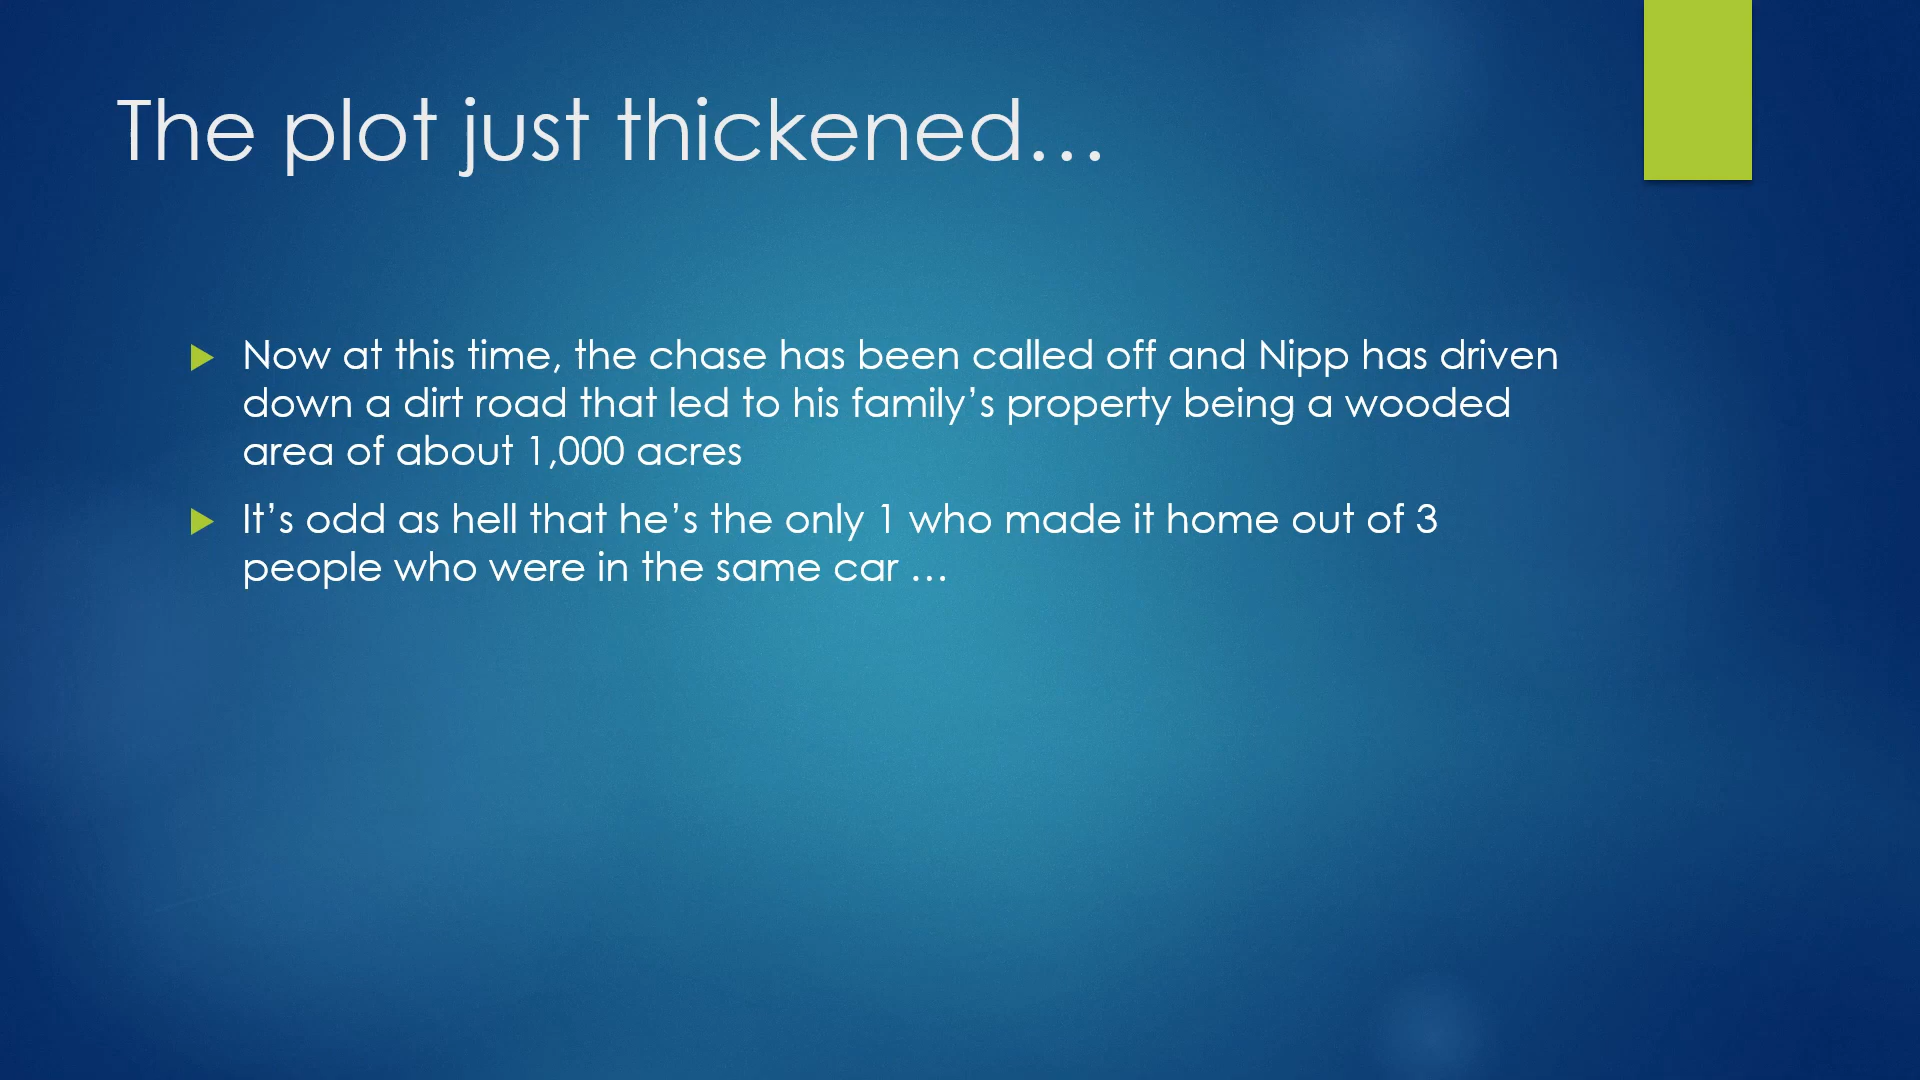 The plot just thickened…
Now at this time, the chase has been called off and Nipp has driven
down a dirt road that led to his family’s property being a wooded
area of about 1,000 acres
It’s odd as hell that he’s the only 1 who made it home out of 3
people who were in the same car …